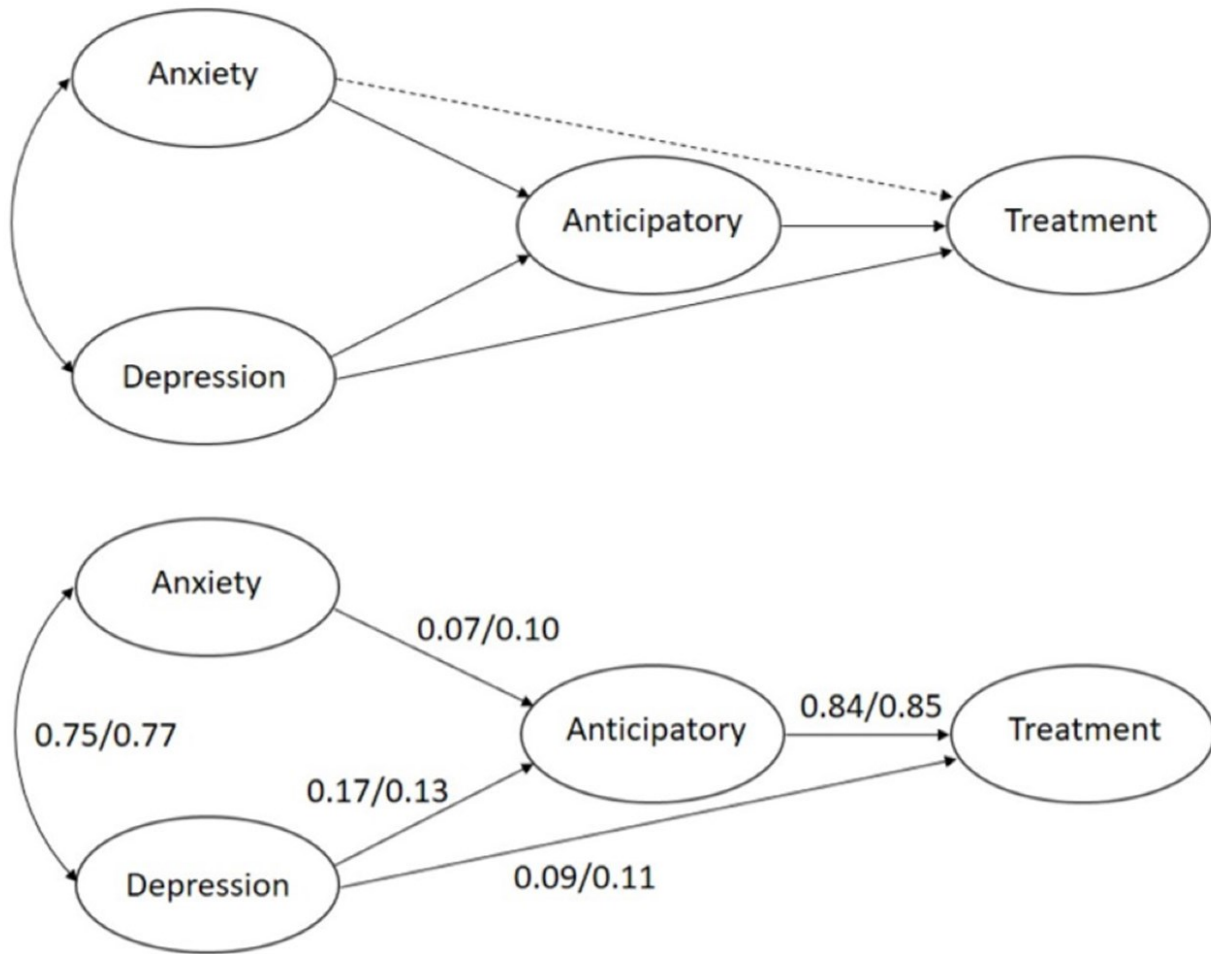 Anxiety
Anticipatory
Treatment
Depression
Anxiety
0.07/0.10
0.84/0.85
Anticipatory
Treatment
0.75/0.77
0.17/0.13
Depression
0.09/0.11